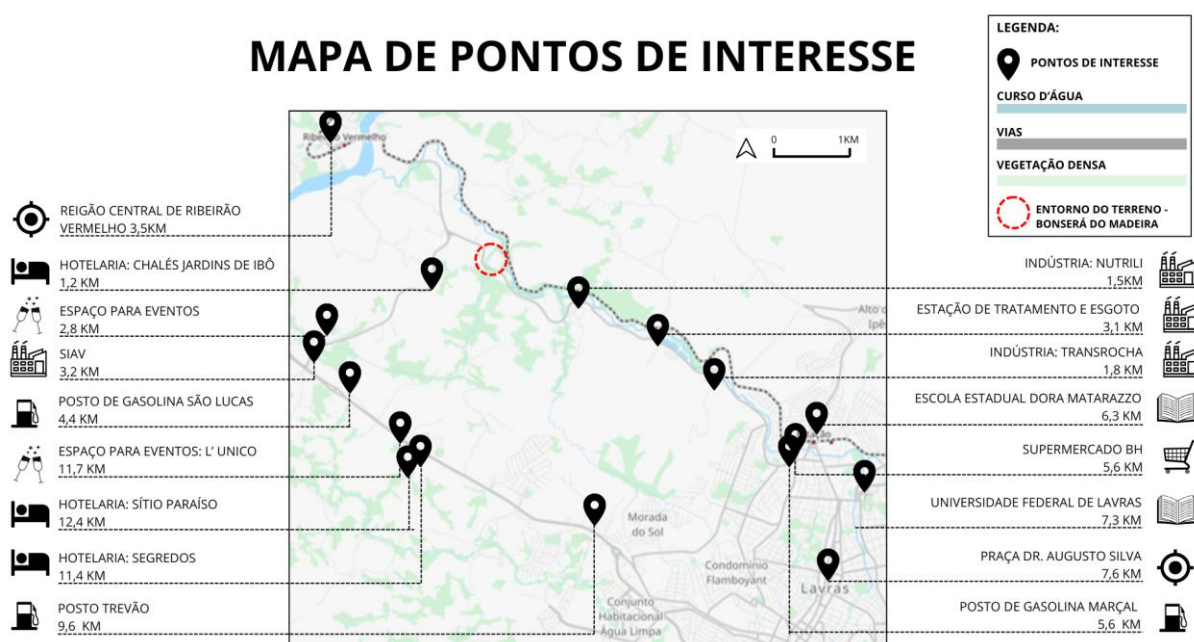 MAPA DE PONTOS DE INTERESSE
LEGENDA:
PONTOS DE INTERESSE
CURSO D'ÁGUA
VIAS
VEGETAÇÃO DENSA
ENTORNO DO TERRENO -
BONSERÁ DO MADEIRA
0 1KM
REIGÃO CENTRAL DE RIBEIRÃO
VERMELHO 3,5KM
HOTELARIA: CHALÉS JARDINS DE IBÔ
1,2 KM
ESPAÇO PARA EVENTOS
2,8 KM
SIAV
3,2 KM
POSTO DE GASOLINA SÃO LUCAS
4,4 KM
ESPAÇO PARA EVENTOS: L' UNICO
11,7 KM
HOTELARIA: SÍTIO PARAÍSO
12,4 KM
HOTELARIA: SEGREDOS
11,4 KM
POSTO TREVÃO
9,6 KM
Vermelho
Alto d
Ipê
Morada
do Sol
Condomínio
Flamboyant
Lavras
Conjunto
Habitacional
Água Limpa
INDÚSTRIA: NUTRILI
1,5KM
ESTAÇÃO DE TRATAMENTO E ESGOTO
3,1 KM
INDÚSTRIA: TRANSROCHA
1,8 KM
ESCOLA ESTADUAL DORA MATARAZZO
6,3 KM
SUPERMERCADO BH
5,6 KM
UNIVERSIDADE FEDERAL DE LAVRAS
7,3 KM
PRAÇA DR. AUGUSTO SILVA
7,6 KM
POSTO DE GASOLINA MARÇAL
5,6 KM